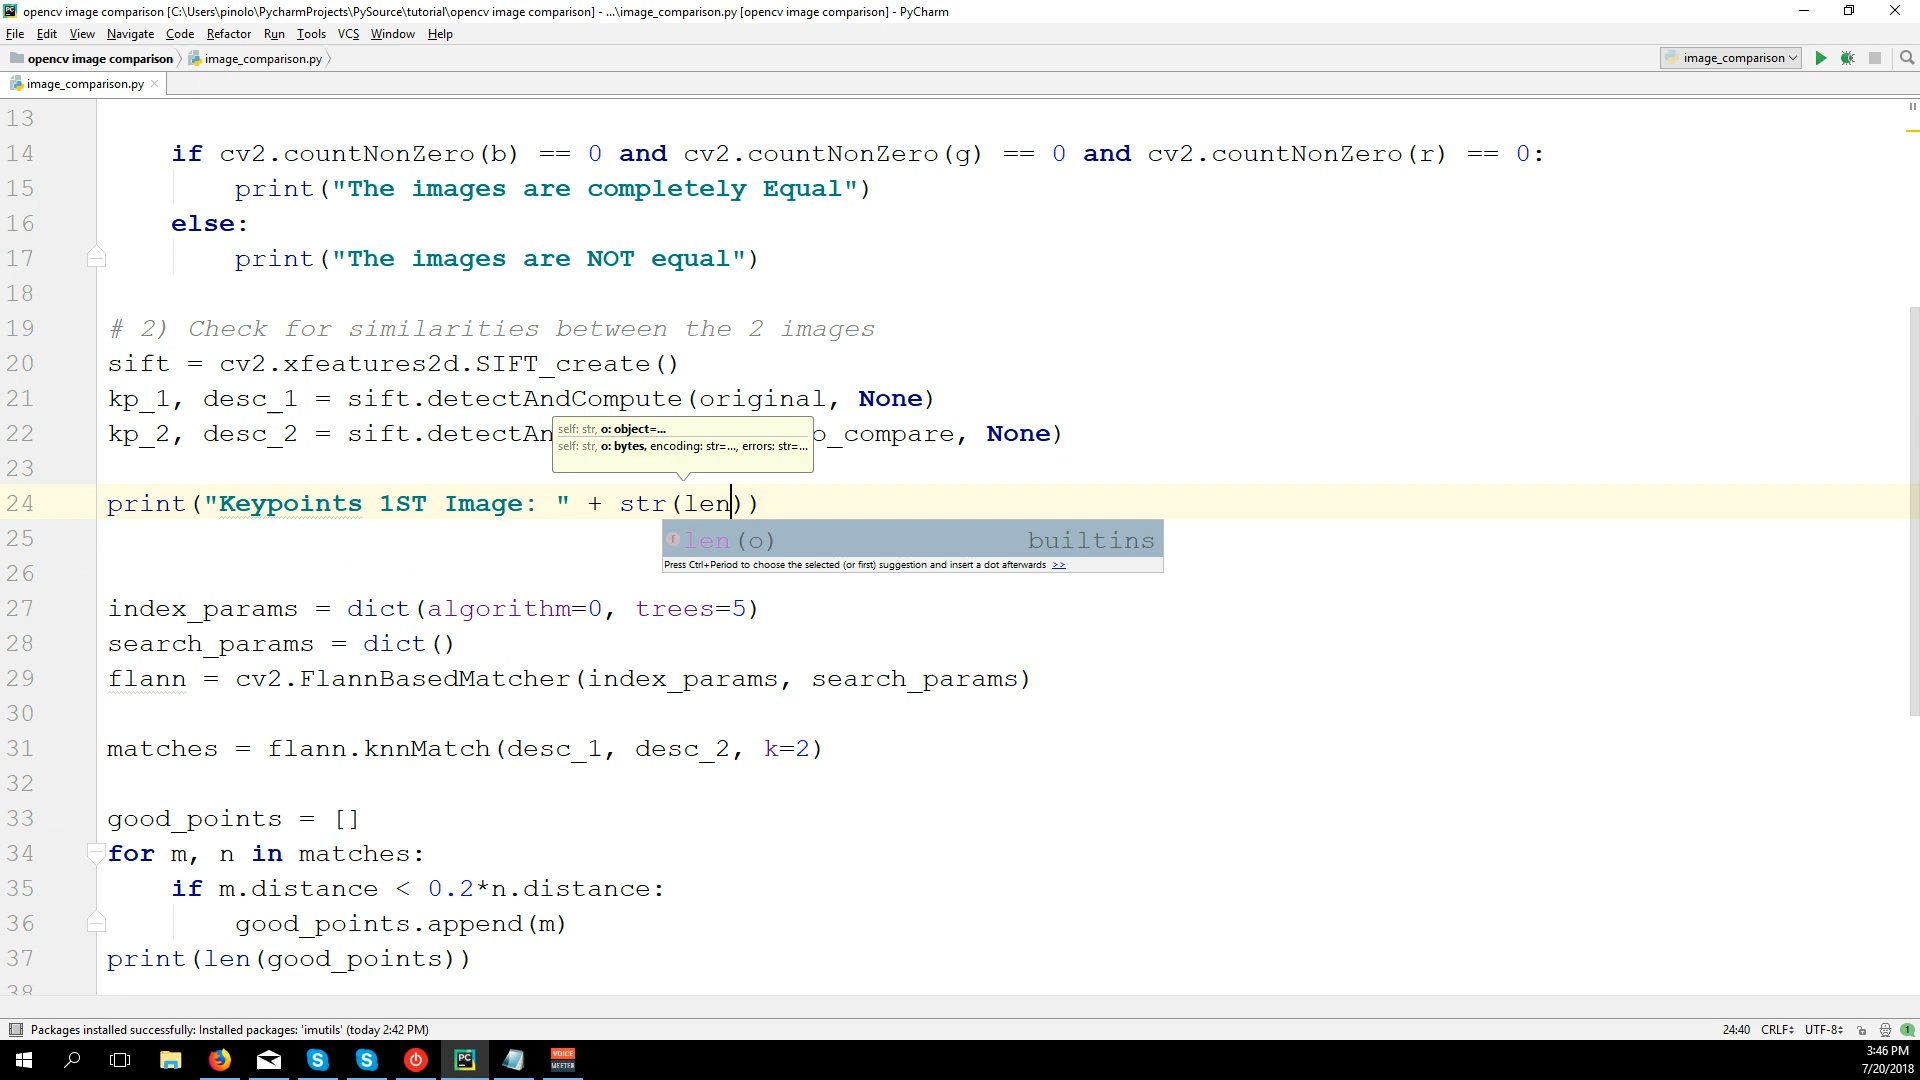 opencv image comparison [C:\Users\pinolo\PycharmProjects\PySource\tutorial\opencv image comparison] - ...\image_comparison.py [opencv image comparison] - PyCharm
File Edit View Navigate Code Refactor Run Tools VCS Window Help
opencv image comparison image_comparison.py image_comparison
image_comparison.py
13
14 if cv2.countNonZero(b) == 0 and cv2.countNonZero(g) == 0 and cv2.countNonZero(r) == 0:
15 print("The images are completely Equal")
16 else:
17 print("The images are NOT equal")
18
19 # 2) Check for similarities between the 2 images
20 sift = cv2.xfeatures2d.SIFT_create()
21 kp_1, desc_1 = sift.detectAndCompute(original, None)
self: str, o: object=...
22 kp_2, desc_2 = sift.detectAn o_compare, None)
self: str, o: bytes, encoding: str=..., errors: str=...
23
24 print("Keypoints 1ST Image: " + str(len))
25
len(o) builtins
Press Ctrl+Period to choose the selected (or first) suggestion and insert a dot afterwards >>
26
27 index_params = dict(algorithm=0, trees=5)
28 search_params = dict()
29 flann = cv2.FlannBasedMatcher(index_params, search_params)
30
31 matches = flann.knnMatch(desc_1, desc_2, k=2)
32
33 good_points = []
34 for m, n in matches:
35 if m.distance < 0.2*n.distance:
36 good_points.append(m)
37 print(len(good_points))
38
Packages installed successfully: Installed packages: 'imutils' (today 2:42 PM) 24:40 CRLF UTF-8 1
PC
VOICE
MEETER
3:46 PM
7/20/2018